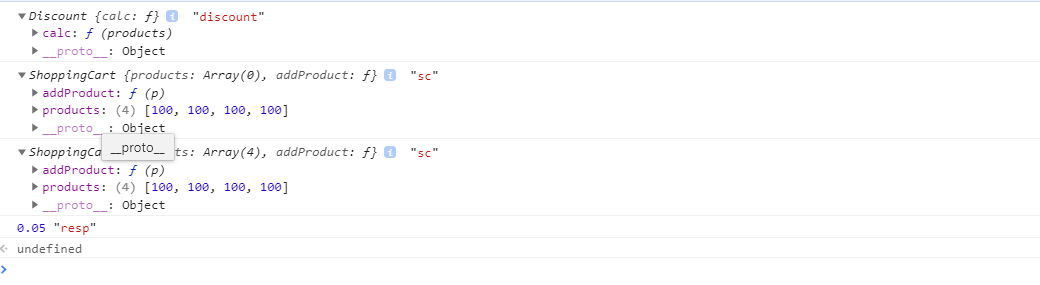 ▼Discount {calc: ƒ} i "discount"
▶calc: ƒ (products)
▶__proto__: Object
▼ShoppingCart {products: Array(0), addProduct: ƒ} i "sc"
▶addProduct: ƒ (p)
▶products: (4) [100, 100, 100, 100]
▶__proto__: Object
__proto__
▼ShoppingCa ts: Array(4), addProduct: ƒ} i "sc"
▶addProduct: ƒ (p)
▶products: (4) [100, 100, 100, 100]
▶__proto__: Object
0.05 "resp"
undefined